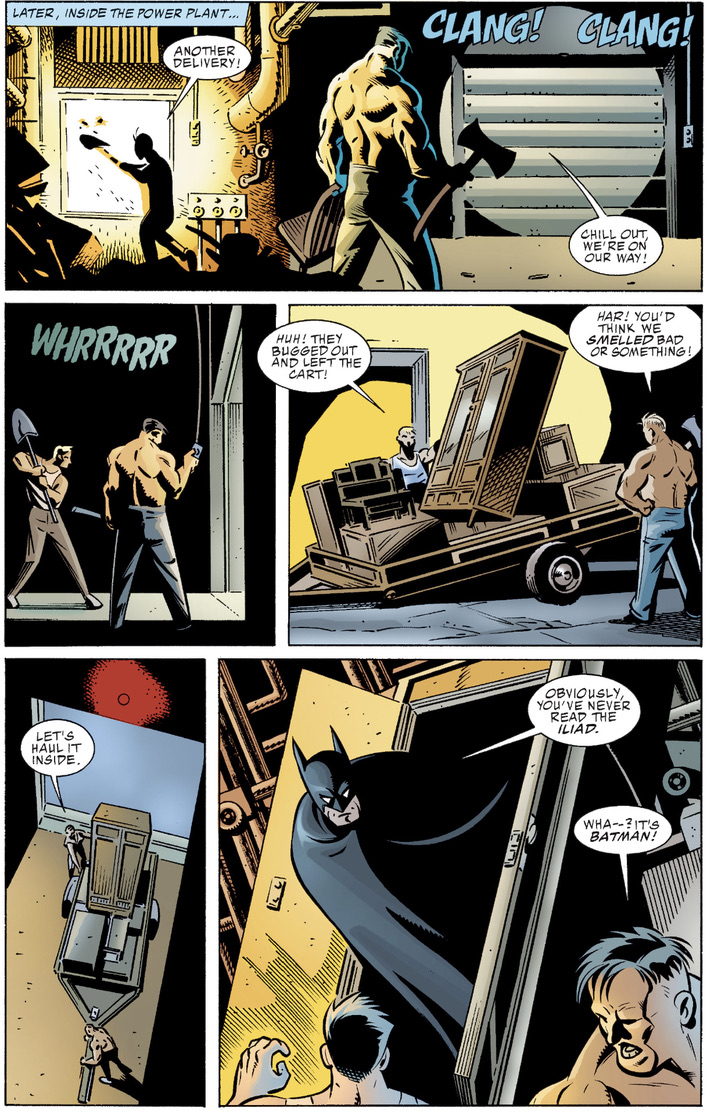 LATER, INSIDE THE POWER PLANT...
ANOTHER
DELIVERY!
CLANG! CLANG!
CHILL OUT,
WE'RE ON
OUR WAY!
WHRRRRR
HUH! THEY
BUGGED OUT
AND LEFT THE
CART!
HAR! YOU'D
THINK WE
SMELLED BAD
OR SOMETHING!
LET'S
HAUL IT
INSIDE.
OBVIOUSLY,
YOU'VE NEVER
READ THE
ILIAD.
WHA--? IT'S
BATMAN!